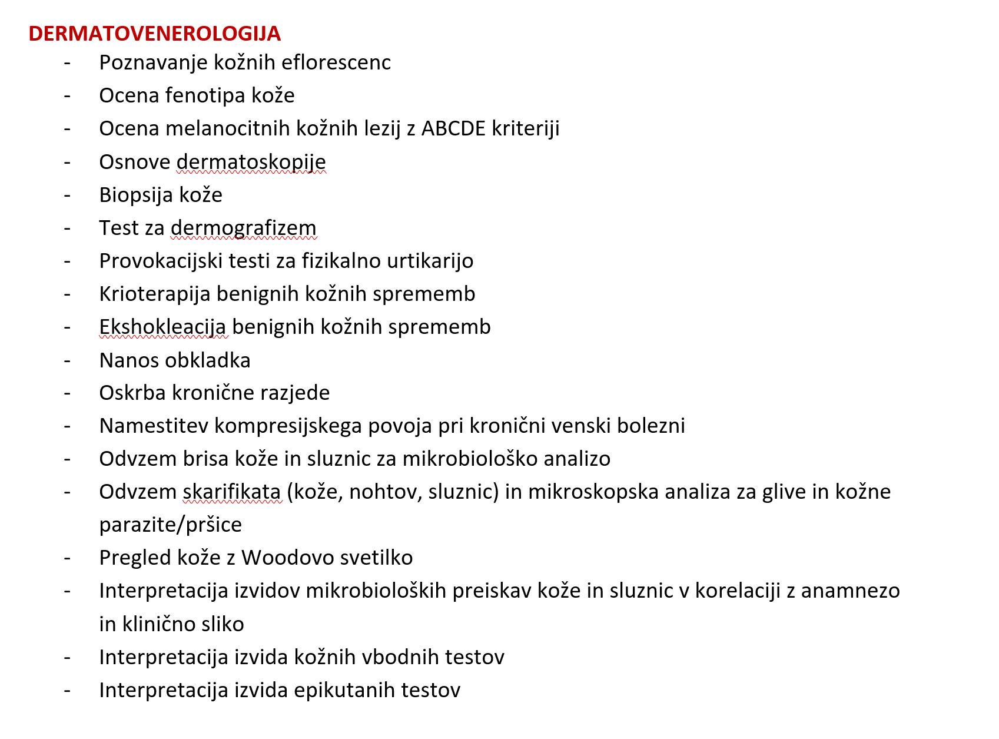 DERMATOVENEROLOGIJA
- Poznavanje kožnih eflorescenc
- Ocena fenotipa kože
- Ocena melanocitnih kožnih lezij z ABCDE kriteriji
- Osnove dermatoskopije
- Biopsija kože
- Test za dermografizem
- Provokacijski testi za fizikalno urtikarijo
- Krioterapija benignih kožnih sprememb
- Ekshokleacija benignih kožnih sprememb
- Nanos obkladka
- Oskrba kronične razjede
- Namestitev kompresijskega povoja pri kronični venski bolezni
- Odvzem brisa kože in sluznic za mikrobiološko analizo
- Odvzem skarifikata (kože, nohtov, sluznic) in mikroskopska analiza za glive in kožne
parazite/pršice
- Pregled kože z Woodovo svetilko
- Interpretacija izvidov mikrobioloških preiskav kože in sluznic v korelaciji z anamnezo
in klinično sliko
- Interpretacija izvida kožnih vbodnih testov
- Interpretacija izvida epikutanih testov